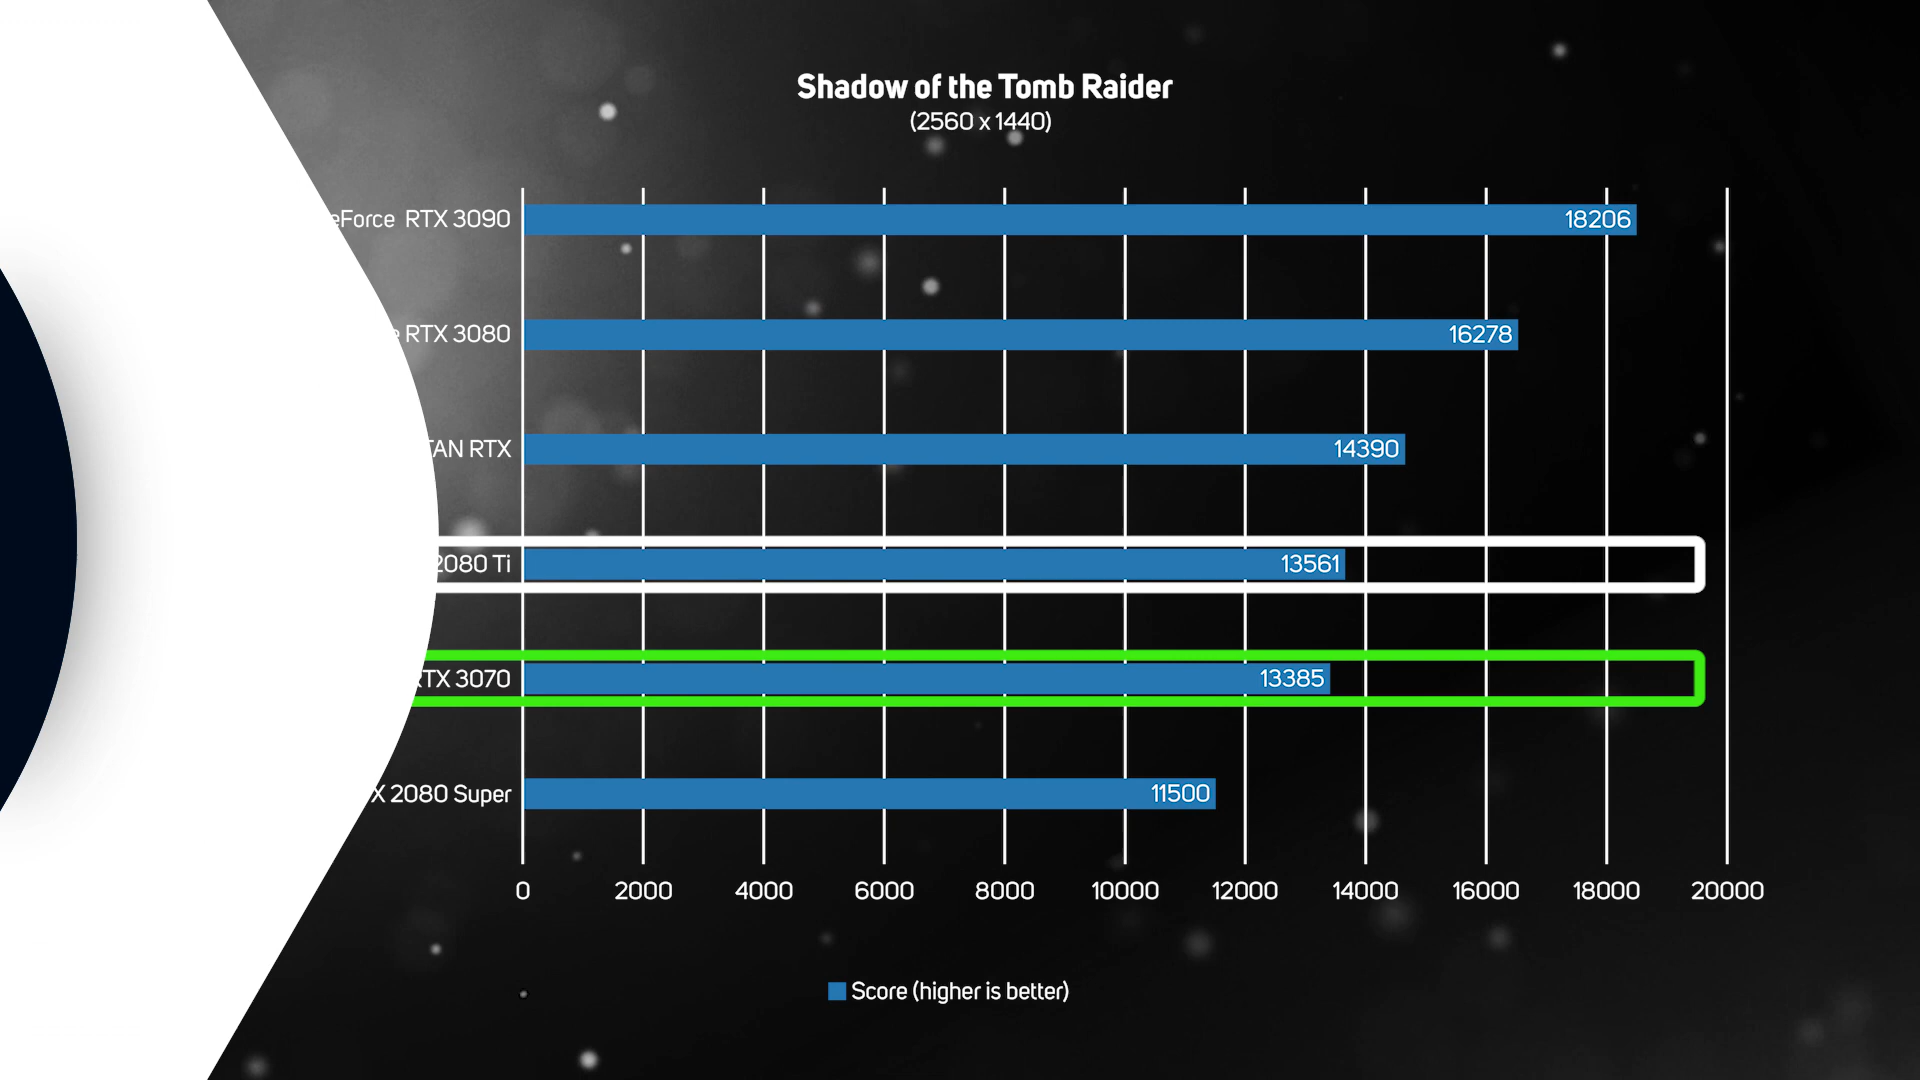 Shadow of the Tomb Raider
(2560 x 1440)
eForce RTX 3090 18206
RTX 3080 16278
TAN RTX 14390
2080 Ti 13561
RTX 3070 13385
X 2080 Super 11500
0 2000 4000 6000 8000 10000 12000 14000 16000 18000 20000
Score (higher is better)